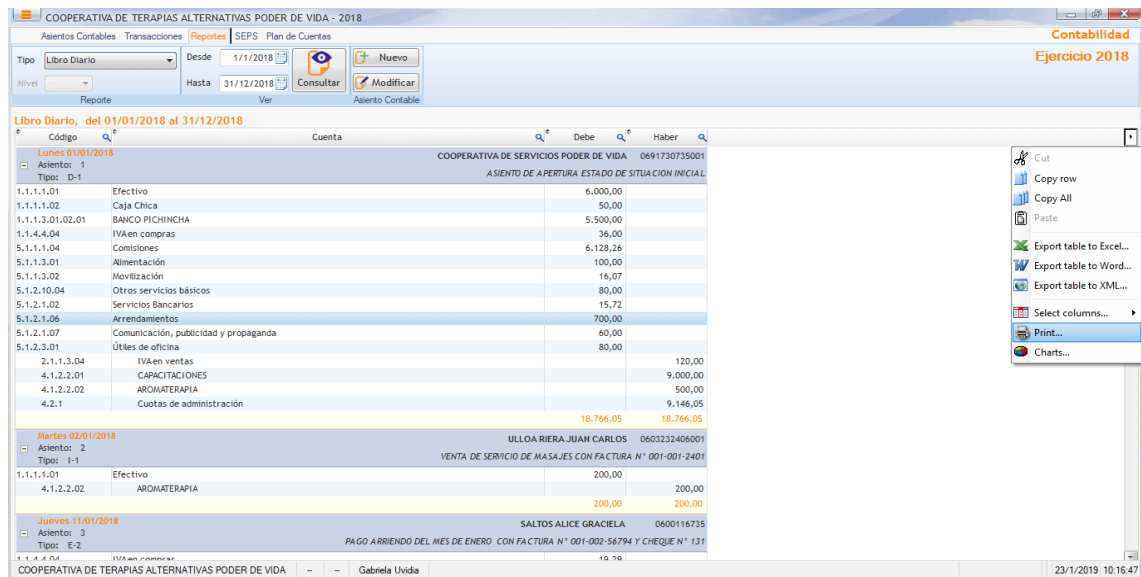 COOPERATIVA DE TERAPIAS ALTERNATIVAS PODER DE VIDA - 2018
Asientos Contables Transacciones Reportes SEPS Plan de Cuentas
Contabilidad
Ejercicio 2018
Tipo Libro Diario
Nivel
Reporte
Desde 1/1/2018
Hasta 31/12/2018
Consultar
Ver
Nuevo
Modificar
Asiento Contable
Libro Diario, del 01/01/2018 al 31/12/2018
Código Cuenta Debe Haber
Lunes 01/01/2018
COOPERATIVA DE SERVICIOS PODER DE VIDA 0691730735001
Asiento: 1
ASIENTO DE APERTURA ESTADO DE SITUACION INICIAL
Tipo: D-1
1.1.1.1.01 Efectivo 6.000,00
1.1.1.1.02 Caja Chica 50,00
1.1.1.3.01.02.01 BANCO PICHINCHA 5.500,00
1.1.4.4.04 IVA en compras 36,00
5.1.1.1.04 Comisiones 6.128,26
5.1.1.3.01 Alimentación 100,00
5.1.1.3.02 Movilización 16,07
5.1.2.10.04 Otros servicios básicos 80,00
5.1.2.1.02 Servicios Bancarios 15,72
5.1.2.1.06 Arrendamientos 700,00
5.1.2.1.07 Comunicación, publicidad y propaganda 60,00
5.1.2.3.01 Útiles de oficina 80,00
2.1.1.3.04 IVA en ventas 120,00
4.1.2.2.01 CAPACITACIONES 9.000,00
4.1.2.2.02 AROMATERAPIA 500,00
4.2.1 Cuotas de administración 9.146,05
18.766,05 18.766,05
Martes 02/01/2018
ULLOA RIERA JUAN CARLOS 0603232406001
Asiento: 2
VENTA DE SERVICIO DE MASAJES CON FACTURA N° 001-001-2401
Tipo: I-1
1.1.1.1.01 Efectivo 200,00
4.1.2.2.02 AROMATERAPIA 200,00
200,00 200,00
Jueves 11/01/2018
SALTOS ALICE GRACIELA 0600116735
Asiento: 3
PAGO ARRIENDO DEL MES DE ENERO CON FACTURA N° 001-002-56794 Y CHEQUE N° 131
Tipo: E-2
1.1.4.4.04 IVA en compras 19,29
Cut
Copy row
Copy All
Paste
Export table to Excel...
Export table to Word...
Export table to XML...
Select columns...
Print...
Charts...
COOPERATIVA DE TERAPIAS ALTERNATIVAS PODER DE VIDA -- -- Gabriela Uvidia 23/1/2019 10:16:47